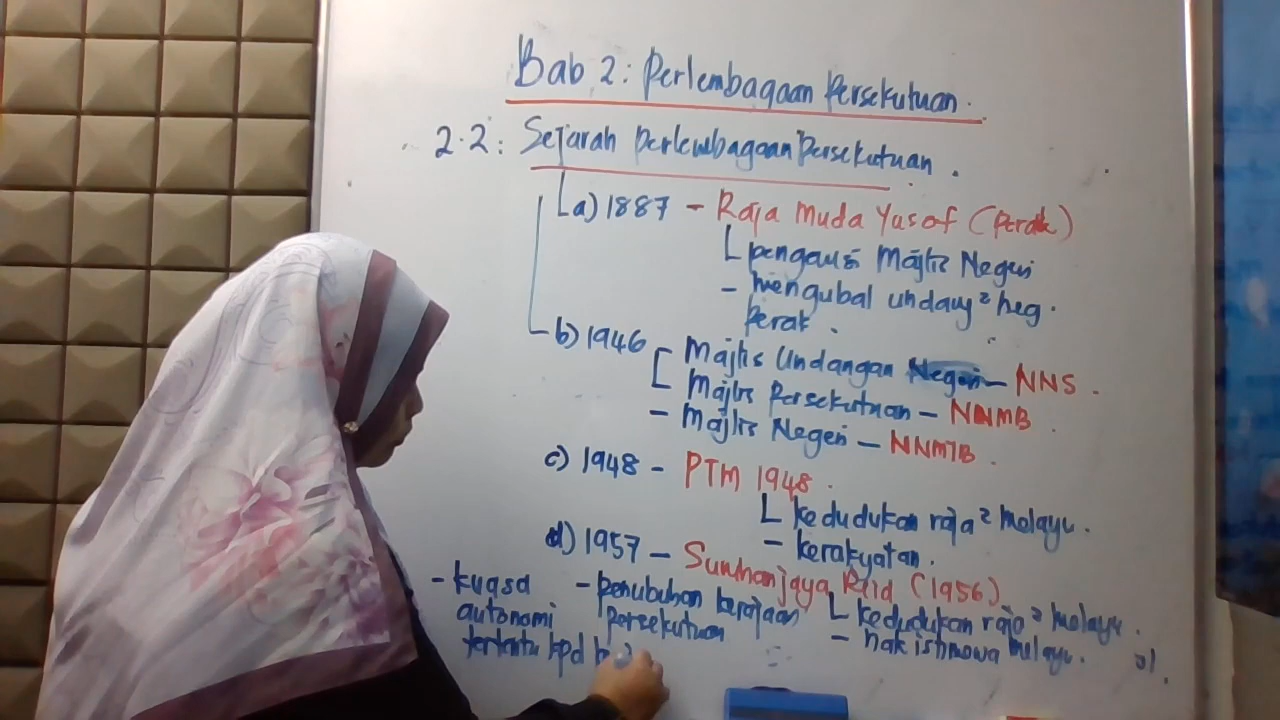 Bab 2: Perlembagaan Persekutuan.
2.2: Sejarah Perlembagaan Persekutuan.
a) 1887 - Raja Muda Yusof (Perak)
pengerusi Majlis Negeri
- mengubal undang² neg.
Perak.
b) 1946
Majlis Undangan Negeri - NNS.
Majlis Persekutuan - NNMB
- Majlis Negeri - NNMTB.
c) 1948 - PTM 1948.
kedudukan raja² melayu.
- kerakyatan.
d) 1957 - Suruhanjaya Reid (1956)
kedudukan raja² melayu.
- hak istimewa melayu.
- penubuhan kerajaan
persekutuan
- kuasa
autonomi
tertentu kpd